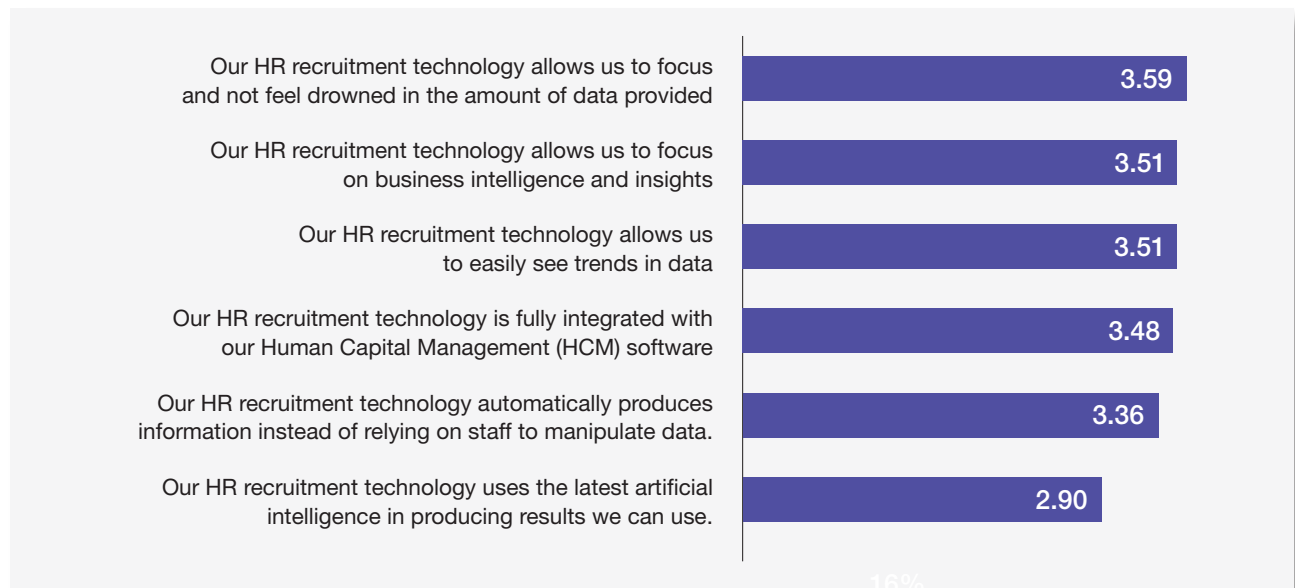 Our HR recruitment technology allows us to focus
and not feel drowned in the amount of data provided
3.59
Our HR recruitment technology allows us to focus
on business intelligence and insights
3.51
Our HR recruitment technology allows us
to easily see trends in data
3.51
Our HR recruitment technology is fully integrated with
our Human Capital Management (HCM) software
3.48
Our HR recruitment technology automatically produces
information instead of relying on staff to manipulate data.
3.36
Our HR recruitment technology uses the latest artificial
intelligence in producing results we can use.
2.90
16%